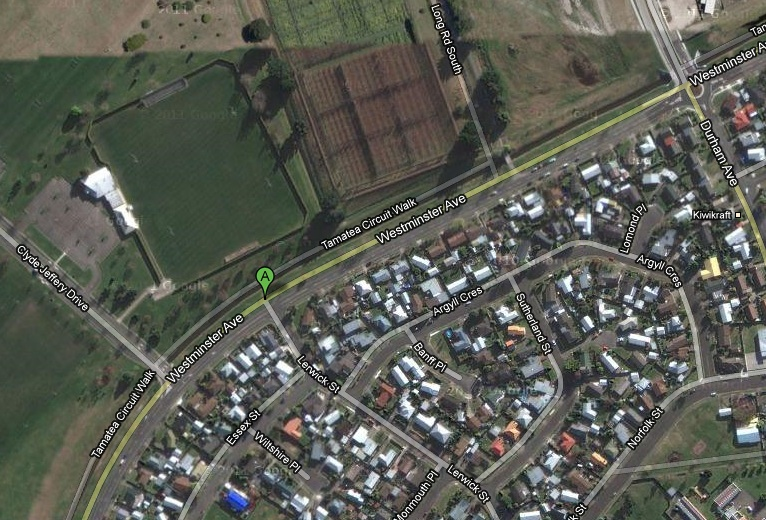 Long Rd South
Westminster Ave
Durham Ave
Kiwikraft
Tamatea Circuit Walk
Westminster Ave
Lomond Pl
Argyll Cres
Clyde Jeffery Drive
A
Argyll Cres
Sutherland St
Westminster Ave
Banff Pl
Lerwick St
Tamatea Circuit Walk
Essex St
Wiltshire Pl
Norfolk St
Lerwick St
Monmouth Pl
k St